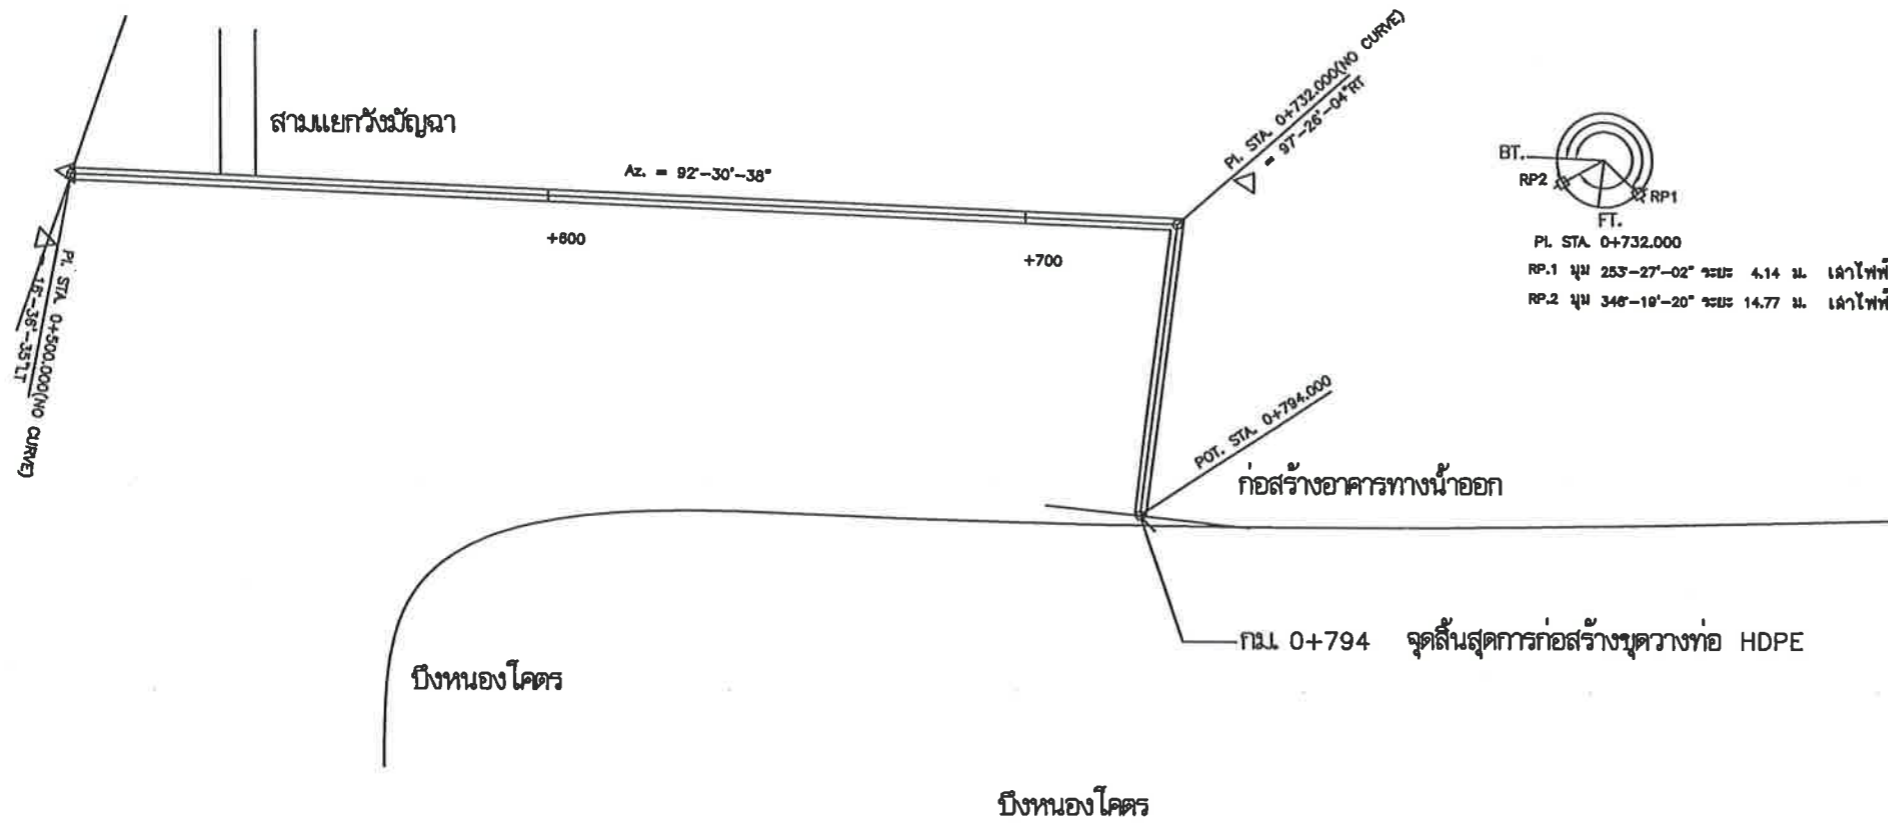 สามแยกวังมัญฉา
Az. = 92°-30'-38"
PI. STA. 0+732.000(NO CURVE)
△ = 97°-26'-04"RT
+600
+700
PI. STA. 0+500.000(NO CURVE)
△ = 16°-36'-35"LT
BT.
RP2
RP1
FT.
PI. STA. 0+732.000
RP.1 มุม 253°-27'-02" ระยะ 4.14 ม. เสาไฟฟ้
RP.2 มุม 346°-19'-20" ระยะ 14.77 ม. เสาไฟฟ้
POT. STA. 0+794.000
ก่อสร้างอาคารทางน้ำออก
กม. 0+794 จุดสิ้นสุดการก่อสร้างขุดวางท่อ HDPE
บึงหนองโคตร
บึงหนองโคตร